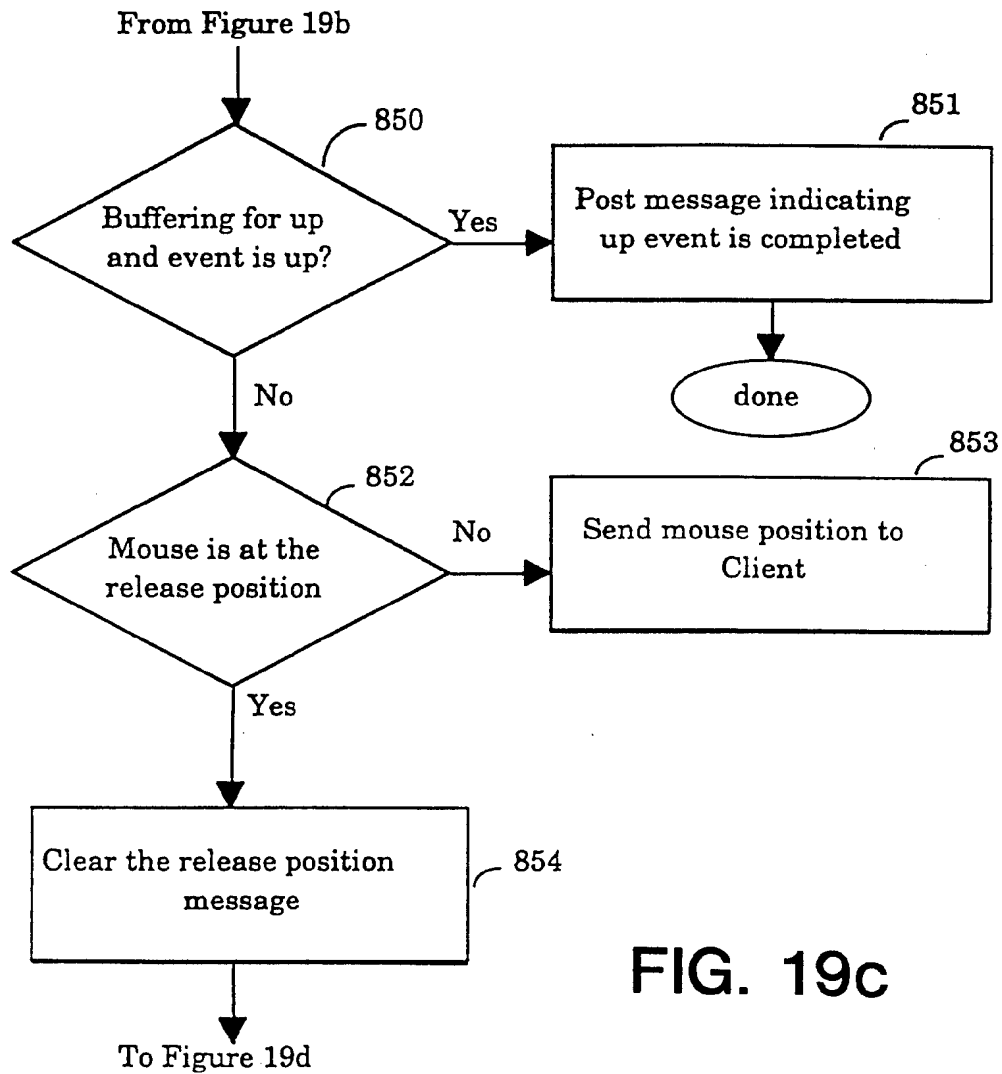 From Figure 19b
850
Buffering for up
and event is up?
Yes
851
Post message indicating
up event is completed
done
No
852
Mouse is at the
release position
No
853
Send mouse position to
Client
Yes
Clear the release position
message
854
FIG. 19c
To Figure 19d